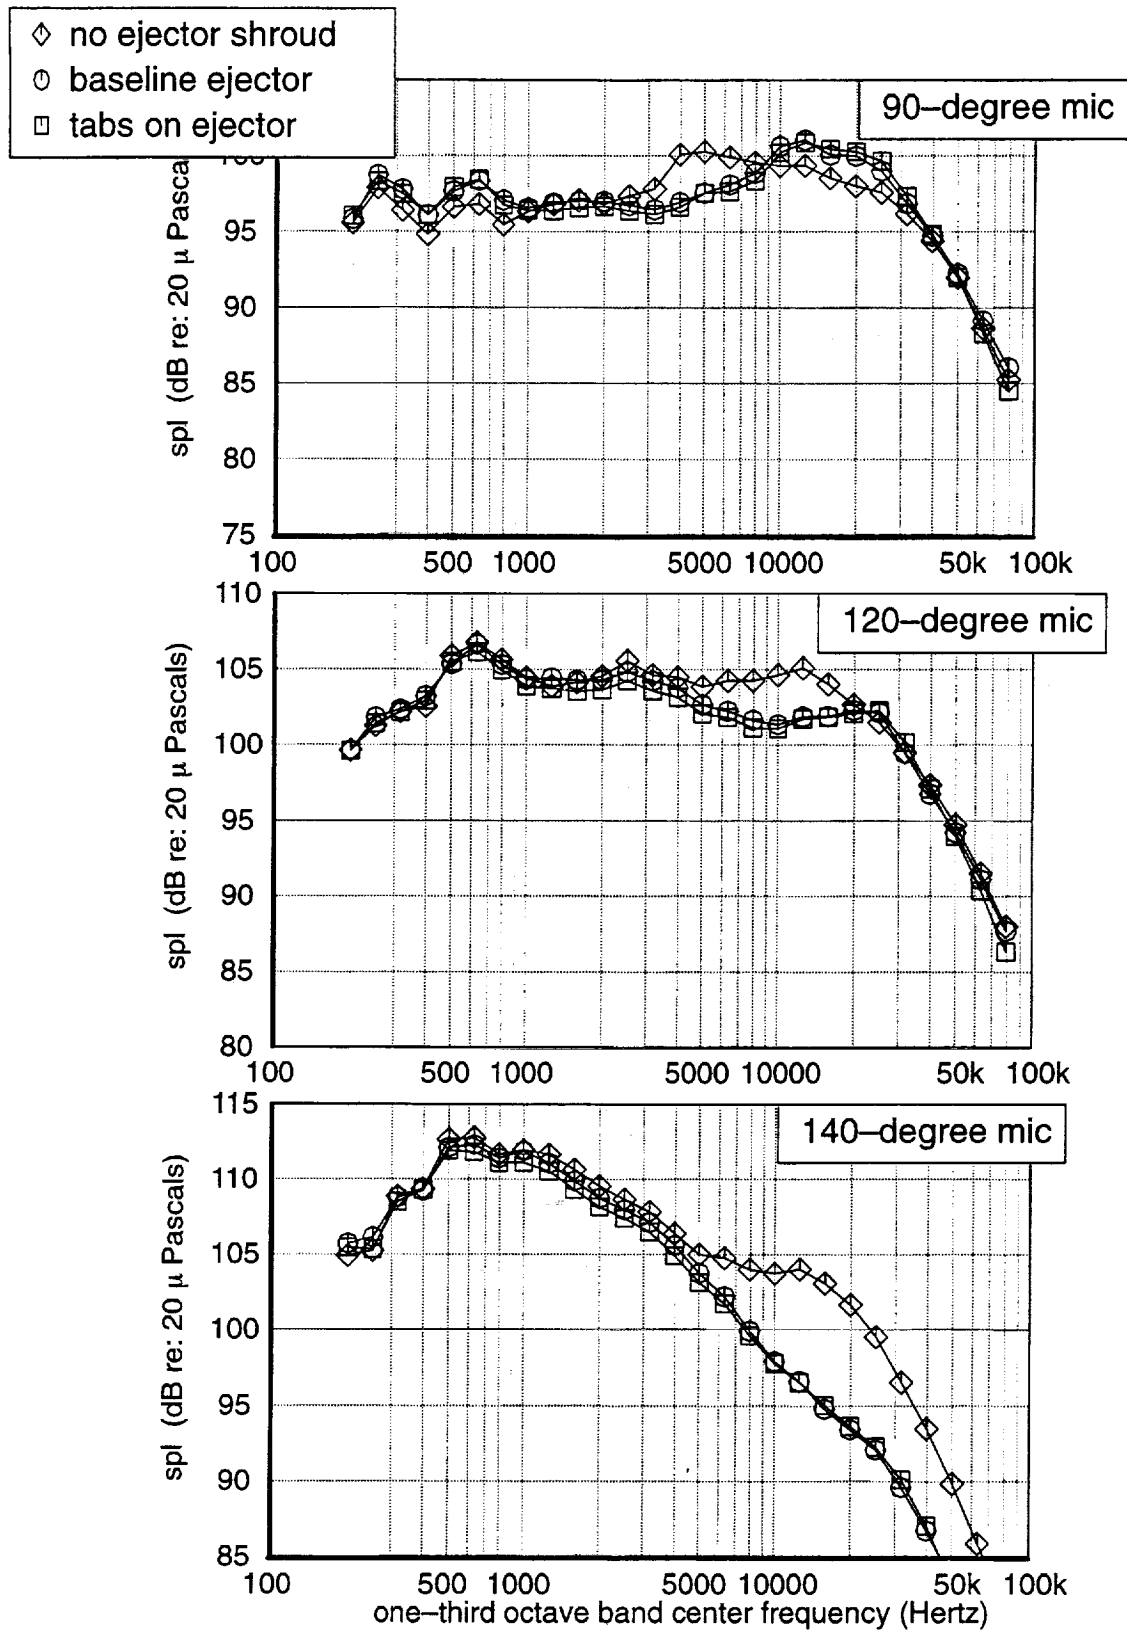 no ejector shroud
baseline ejector
tabs on ejector
90–degree mic
spl (dB re: 20 μ Pasca
95
90
85
80
75
100 500 1000 5000 10000 50k 100k
120–degree mic
spl (dB re: 20 μ Pascals)
110
105
100
95
90
85
80
100 500 1000 5000 10000 50k 100k
140–degree mic
spl (dB re: 20 μ Pascals)
115
110
105
100
95
90
85
100 500 1000 5000 10000 50k 100k
one–third octave band center frequency (Hertz)